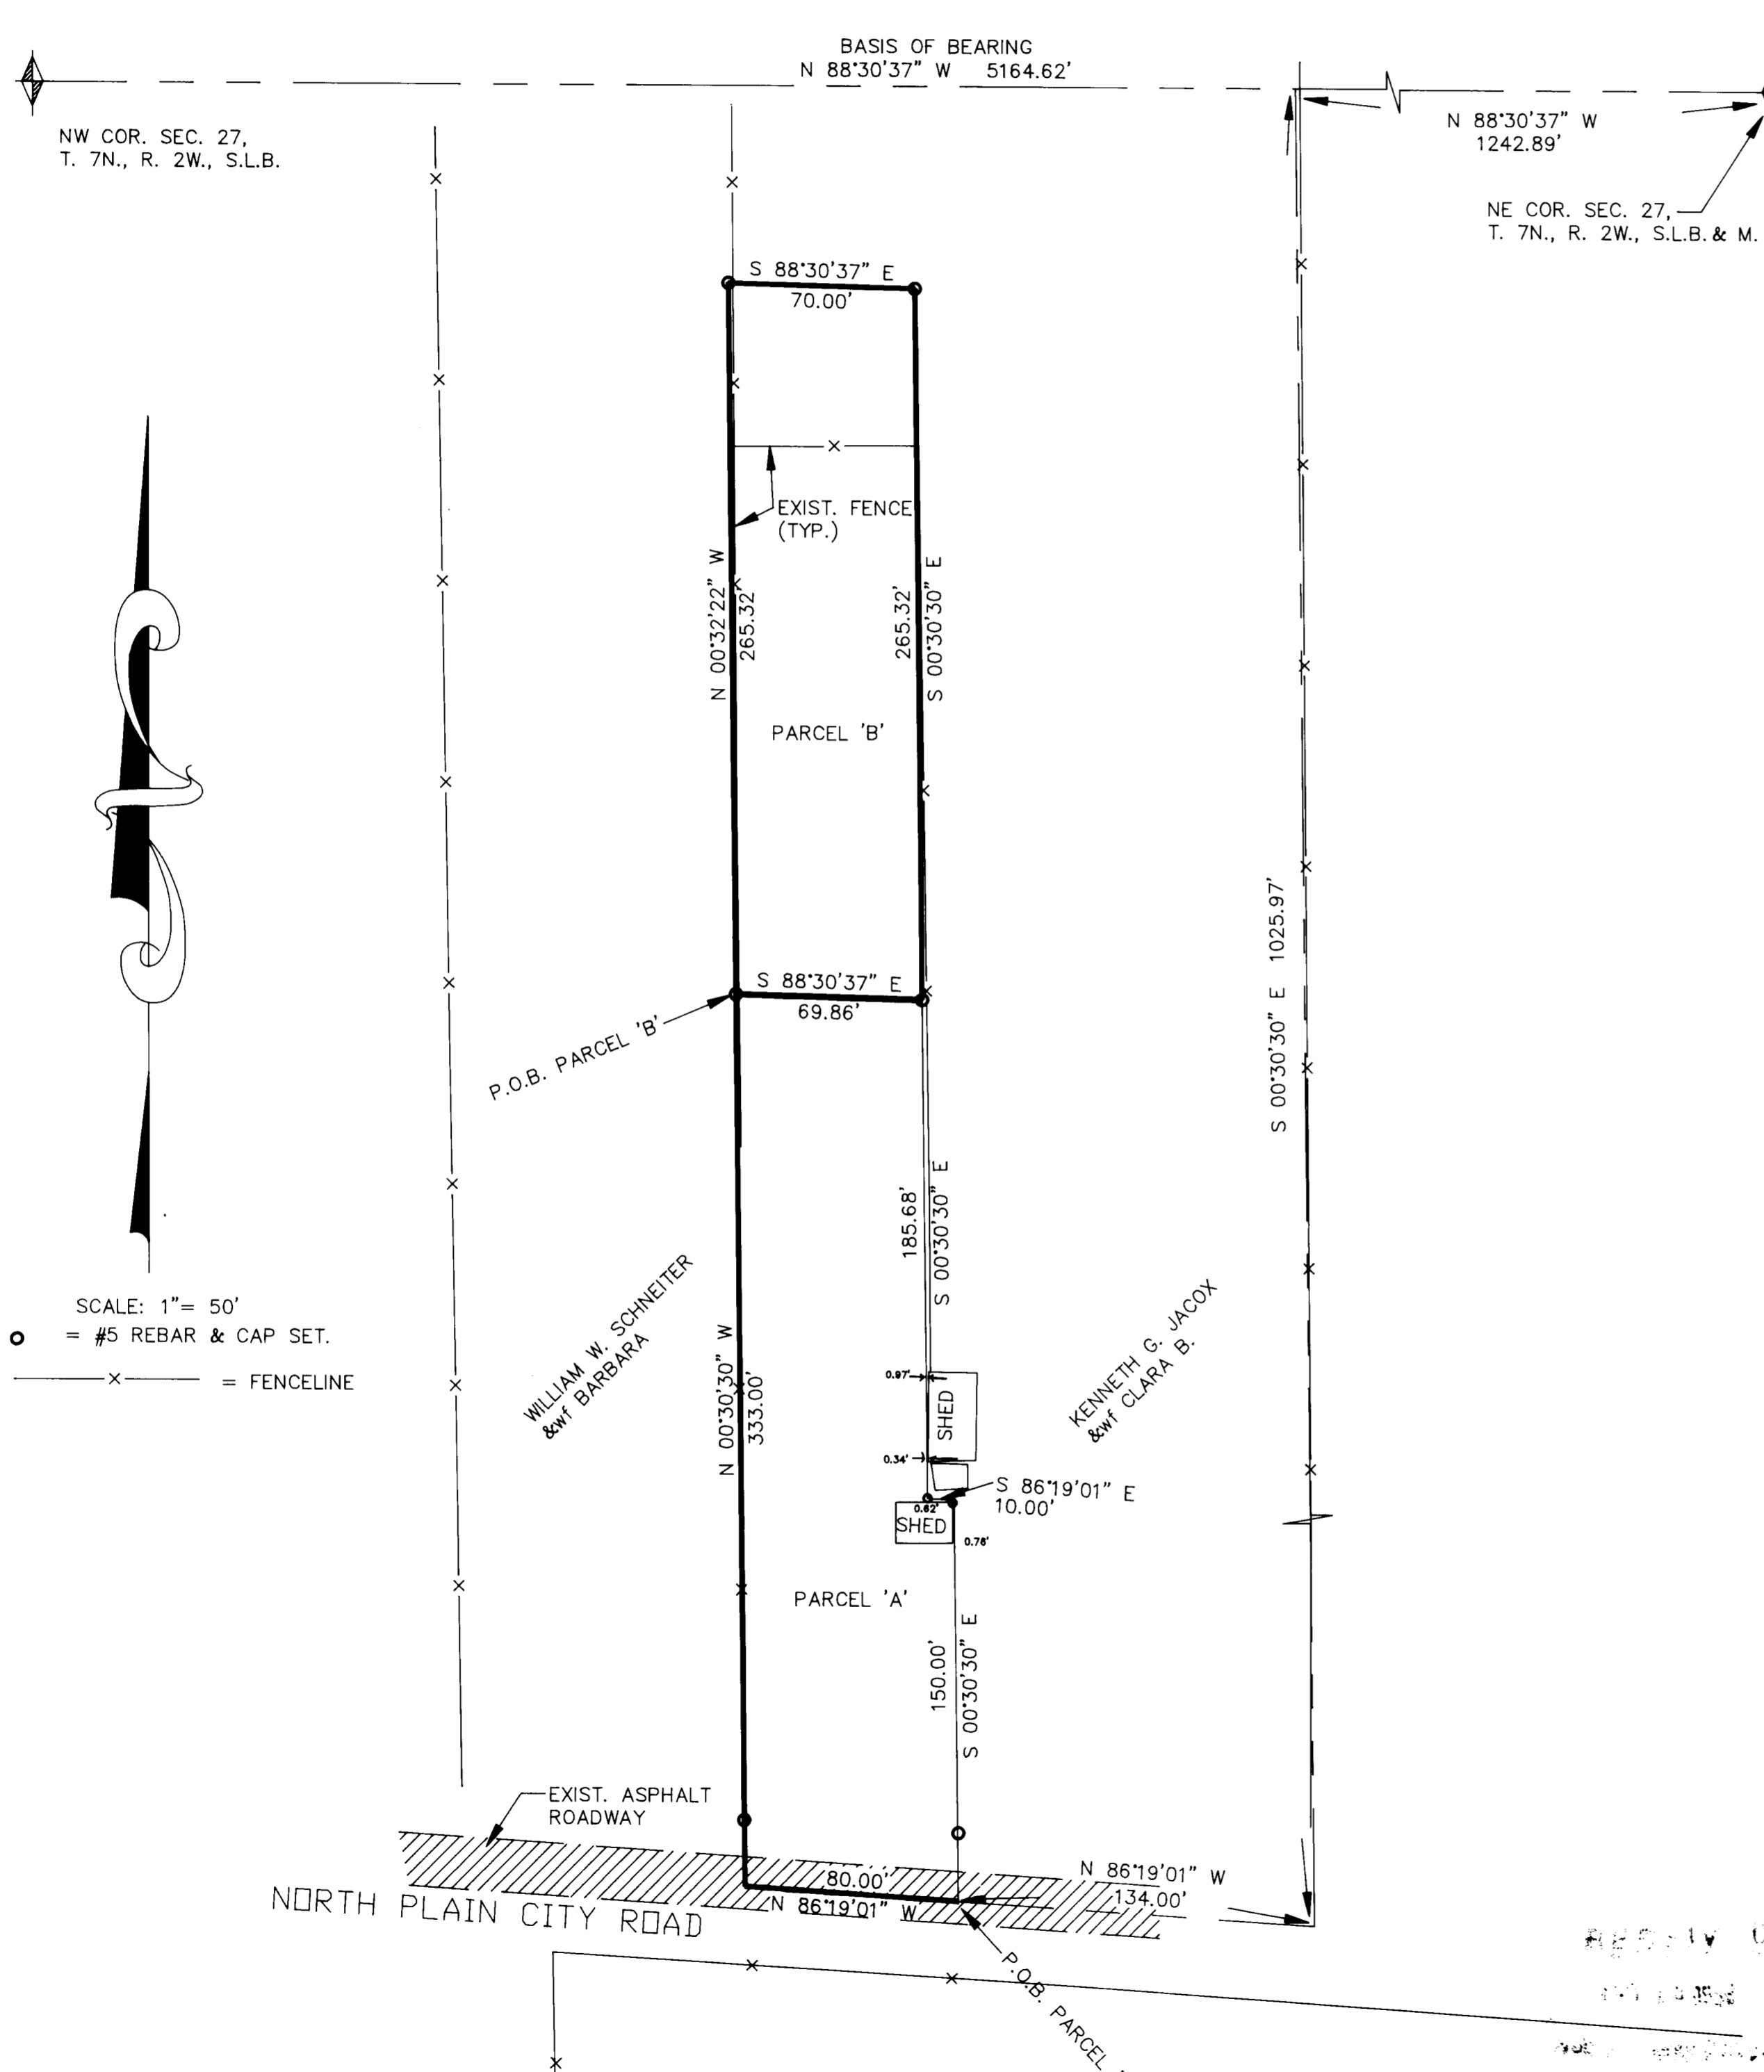 BASIS OF BEARING
N 88°30'37" W 5164.62'
NW COR. SEC. 27,
T. 7N., R. 2W., S.L.B.
N 88°30'37" W
1242.89'
NE COR. SEC. 27,
T. 7N., R. 2W., S.L.B. & M.
S 88°30'37" E
70.00'
EXIST. FENCE
(TYP.)
N 00°32'22" W
265.32'
265.32'
S 00°30'30" E
PARCEL 'B'
S 88°30'37" E
69.86'
P.O.B. PARCEL 'B'
S 00°30'30" E 1025.97'
185.68'
S 00°30'30" E
SCALE: 1"= 50'
= #5 REBAR & CAP SET.
X = FENCELINE
WILLIAM W. SCHNEITER
&wf BARBARA
N 00°30'30" W
333.00'
KENNETH G. JACOX
&wf CLARA B.
0.97'
SHED
0.34'
S 86°19'01" E
10.00'
0.62'
SHED
0.76'
PARCEL 'A'
150.00'
S 00°30'30" E
EXIST. ASPHALT
ROADWAY
80.00'
N 86°19'01" W
N 86°19'01" W
134.00'
NORTH PLAIN CITY ROAD
P.O.B. PARCEL